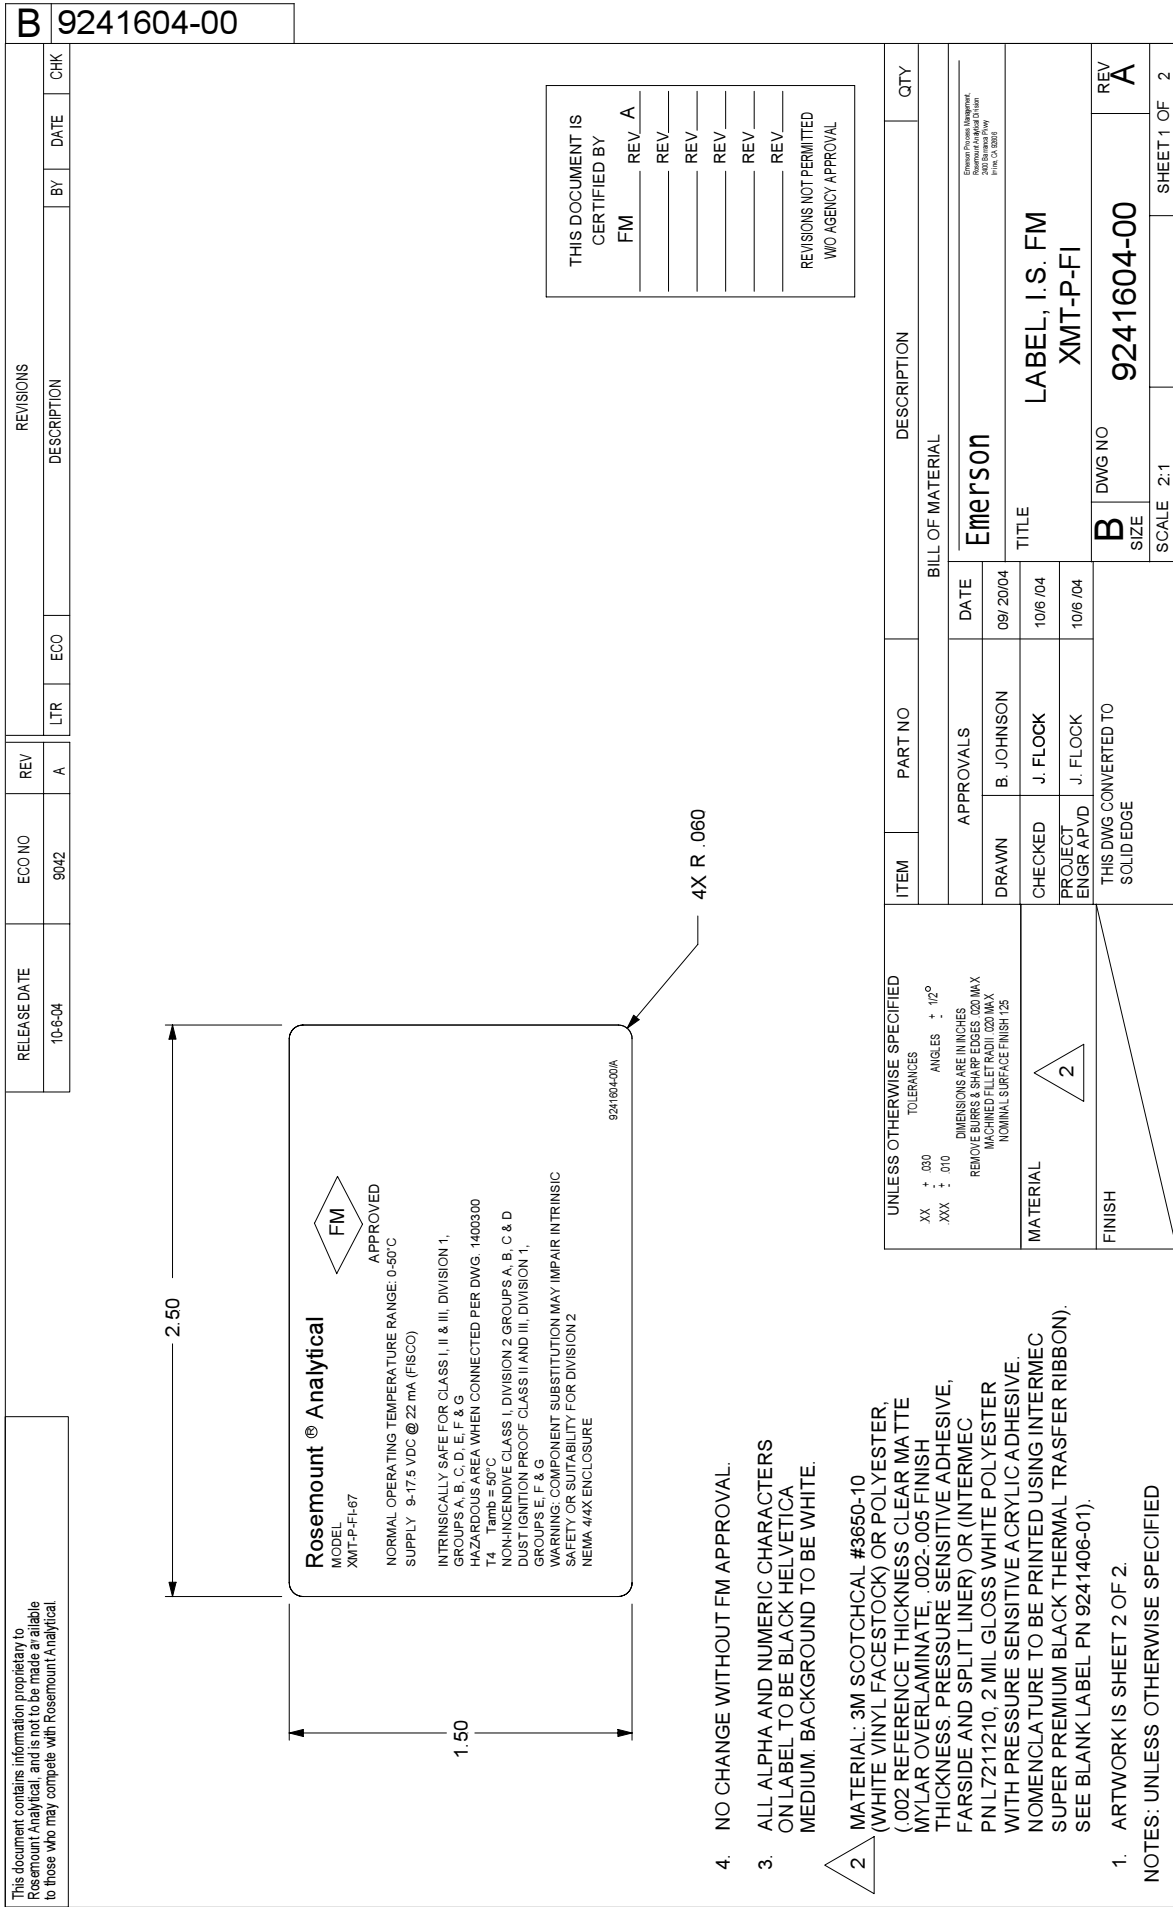 B 9241604-00
This document contains information proprietary to
Rosemount Analytical, and is not to be made available
to those who may compete with Rosemount Analytical.
RELEASE DATE ECO NO REV
10-6-04 9042 A
REVISIONS
LTR ECO DESCRIPTION BY DATE CHK
2.50
1.50
4X R .060
Rosemount ® Analytical
MODEL
XMT-P-FI-67
FM
APPROVED
NORMAL OPERATING TEMPERATURE RANGE: 0-50°C
SUPPLY 9-17.5 VDC @ 22 mA (FISCO)
INTRINSICALLY SAFE FOR CLASS I, II & III, DIVISION 1,
GROUPS A, B, C, D, E, F & G
HAZARDOUS AREA WHEN CONNECTED PER DWG. 1400300
T4 Tamb = 50°C
NON-INCENDIVE CLASS I, DIVISION 2 GROUPS A, B, C & D
DUST IGNITION PROOF CLASS II AND III, DIVISION 1,
GROUPS E, F & G
WARNING: COMPONENT SUBSTITUTION MAY IMPAIR INTRINSIC
SAFETY OR SUITABILITY FOR DIVISION 2
NEMA 4/4X ENCLOSURE
9241604-00/A
THIS DOCUMENT IS
CERTIFIED BY
FM REV A
REV
REV
REV
REV
REV
REVISIONS NOT PERMITTED
W/O AGENCY APPROVAL
4. NO CHANGE WITHOUT FM APPROVAL.
3. ALL ALPHA AND NUMERIC CHARACTERS
ON LABEL TO BE BLACK HELVETICA
MEDIUM. BACKGROUND TO BE WHITE.
2 MATERIAL: 3M SCOTCHCAL #3650-10
(WHITE VINYL FACESTOCK) OR POLYESTER,
(.002 REFERENCE THICKNESS CLEAR MATTE
MYLAR OVERLAMINATE, .002-.005 FINISH
THICKNESS. PRESSURE SENSITIVE ADHESIVE,
FARSIDE AND SPLIT LINER) OR (INTERMEC
PN L7211210, 2 MIL GLOSS WHITE POLYESTER
WITH PRESSURE SENSITIVE ACRYLIC ADHESIVE.
NOMENCLATURE TO BE PRINTED USING INTERMEC
SUPER PREMIUM BLACK THERMAL TRASFER RIBBON).
SEE BLANK LABEL PN 9241406-01).
1. ARTWORK IS SHEET 2 OF 2.
NOTES: UNLESS OTHERWISE SPECIFIED
UNLESS OTHERWISE SPECIFIED
TOLERANCES
.XX ± .030 ANGLES ± 1/2°
.XXX ± .010
DIMENSIONS ARE IN INCHES
REMOVE BURRS & SHARP EDGES .020 MAX
MACHINED FILLET RADII .020 MAX
NOMINAL SURFACE FINISH 125
MATERIAL 2
FINISH
ITEM PART NO DESCRIPTION QTY
BILL OF MATERIAL
APPROVALS DATE
DRAWN B. JOHNSON 09/ 20/04
CHECKED J. FLOCK 10/6 /04
PROJECT
ENGR APVD J. FLOCK 10/6 /04
THIS DWG CONVERTED TO
SOLID EDGE
Emerson
Emerson Process Management,
Rosemount Analytical Division
2400 Barranca Pkwy
Irvine, CA 92606
TITLE
LABEL, I.S. FM
XMT-P-FI
B SIZE
DWG NO
9241604-00
REV
A
SCALE 2:1
SHEET 1 OF 2